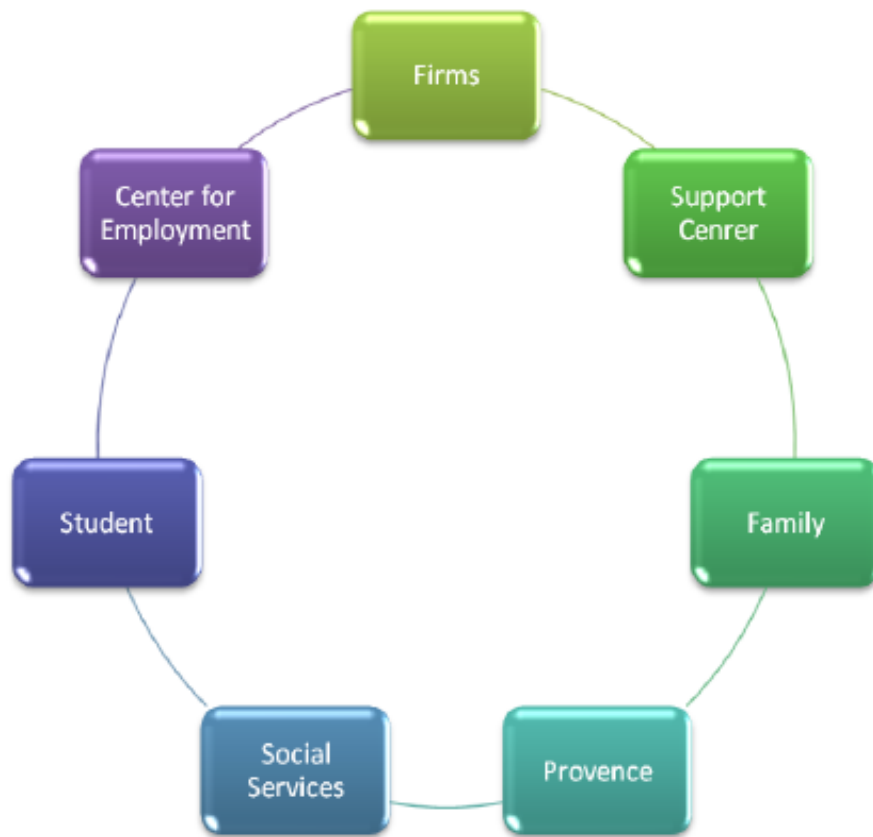 Firms
Support
Cenrer
Family
Provence
Social
Services
Student
Center for
Employment